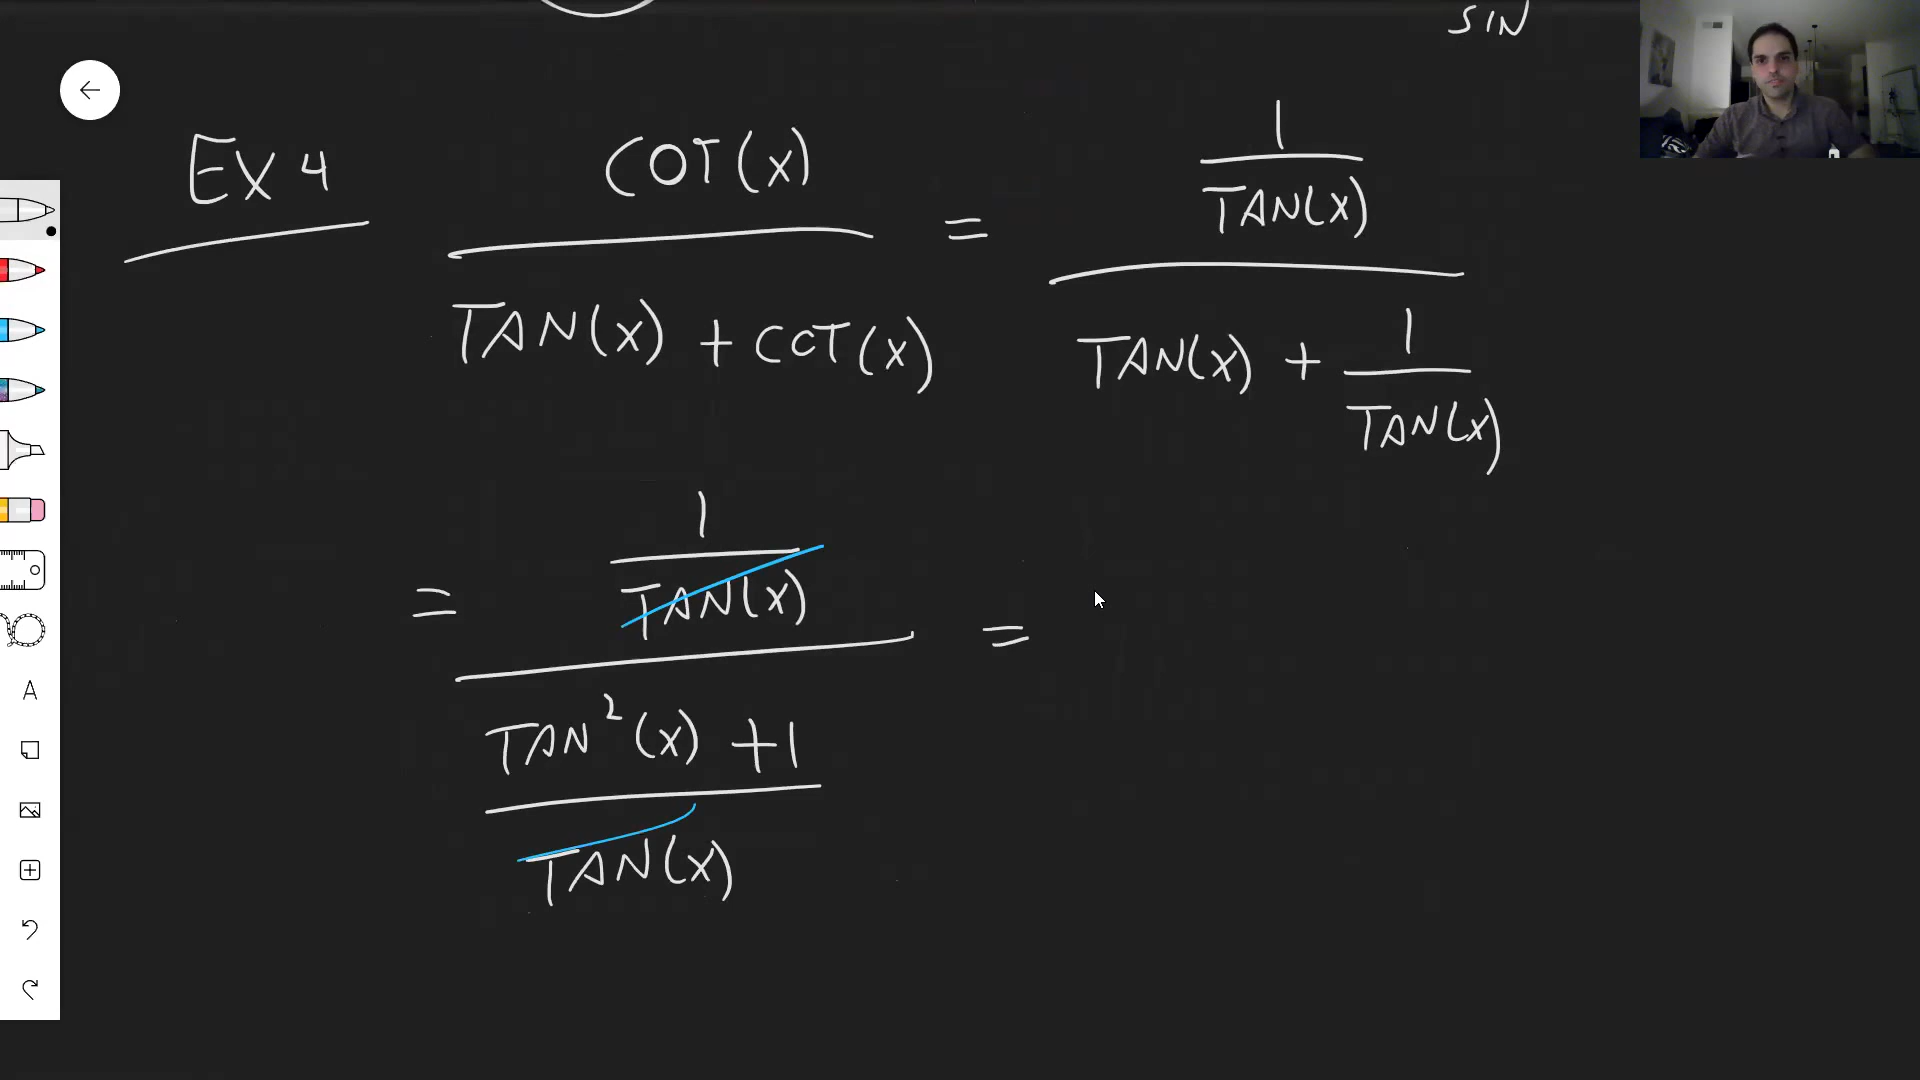 SIN
EX 4
COT(x) / TAN(x) + COT(x) = 1/TAN(x) / TAN(x) + 1/TAN(x)
= 1/TAN(x) / TAN²(x) + 1/TAN(x) =
A